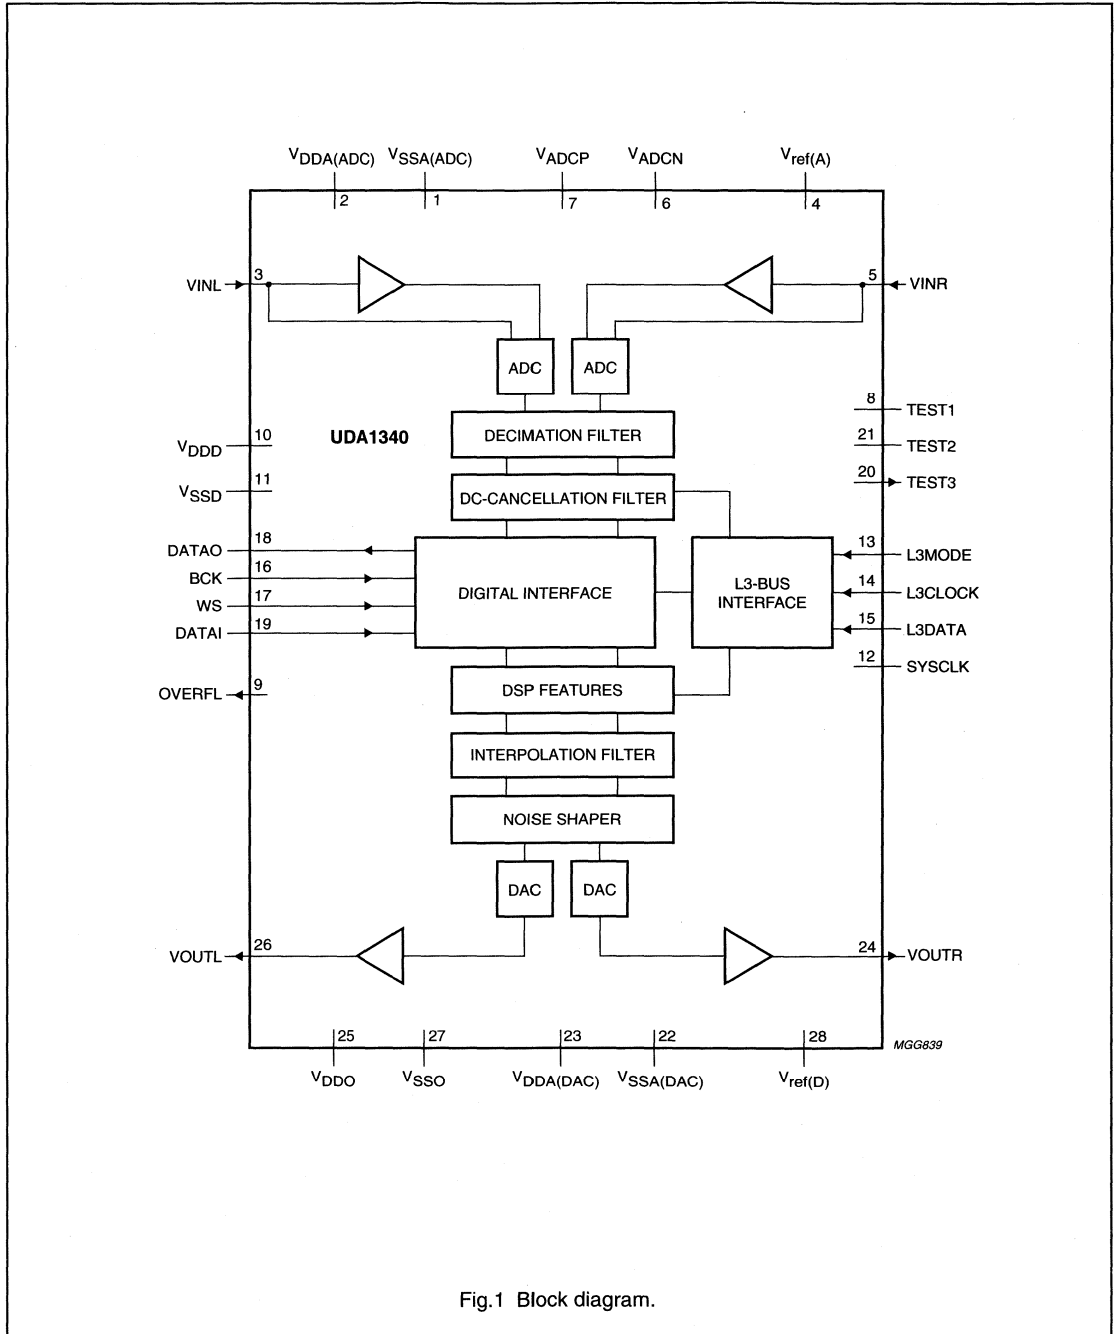 VDDA(ADC) VSSA(ADC) VADCP VADCN Vref(A)
2 1 7 6 4
VINL 3 5 VINR
ADC ADC
8 TEST1
DECIMATION FILTER
UDA1340
VDDD 10 21 TEST2
VSSD 11 20 TEST3
DC-CANCELLATION FILTER
DATAO 18 13 L3MODE
BCK 16 14 L3CLOCK
DIGITAL INTERFACE
L3-BUS
INTERFACE
WS 17 15 L3DATA
DATAI 19 12 SYSCLK
OVERFL 9
DSP FEATURES
INTERPOLATION FILTER
NOISE SHAPER
DAC DAC
VOUTL 26 24 VOUTR
25 27 23 22 28
MGG839
VDDO VSSO VDDA(DAC) VSSA(DAC) Vref(D)
Fig.1 Block diagram.